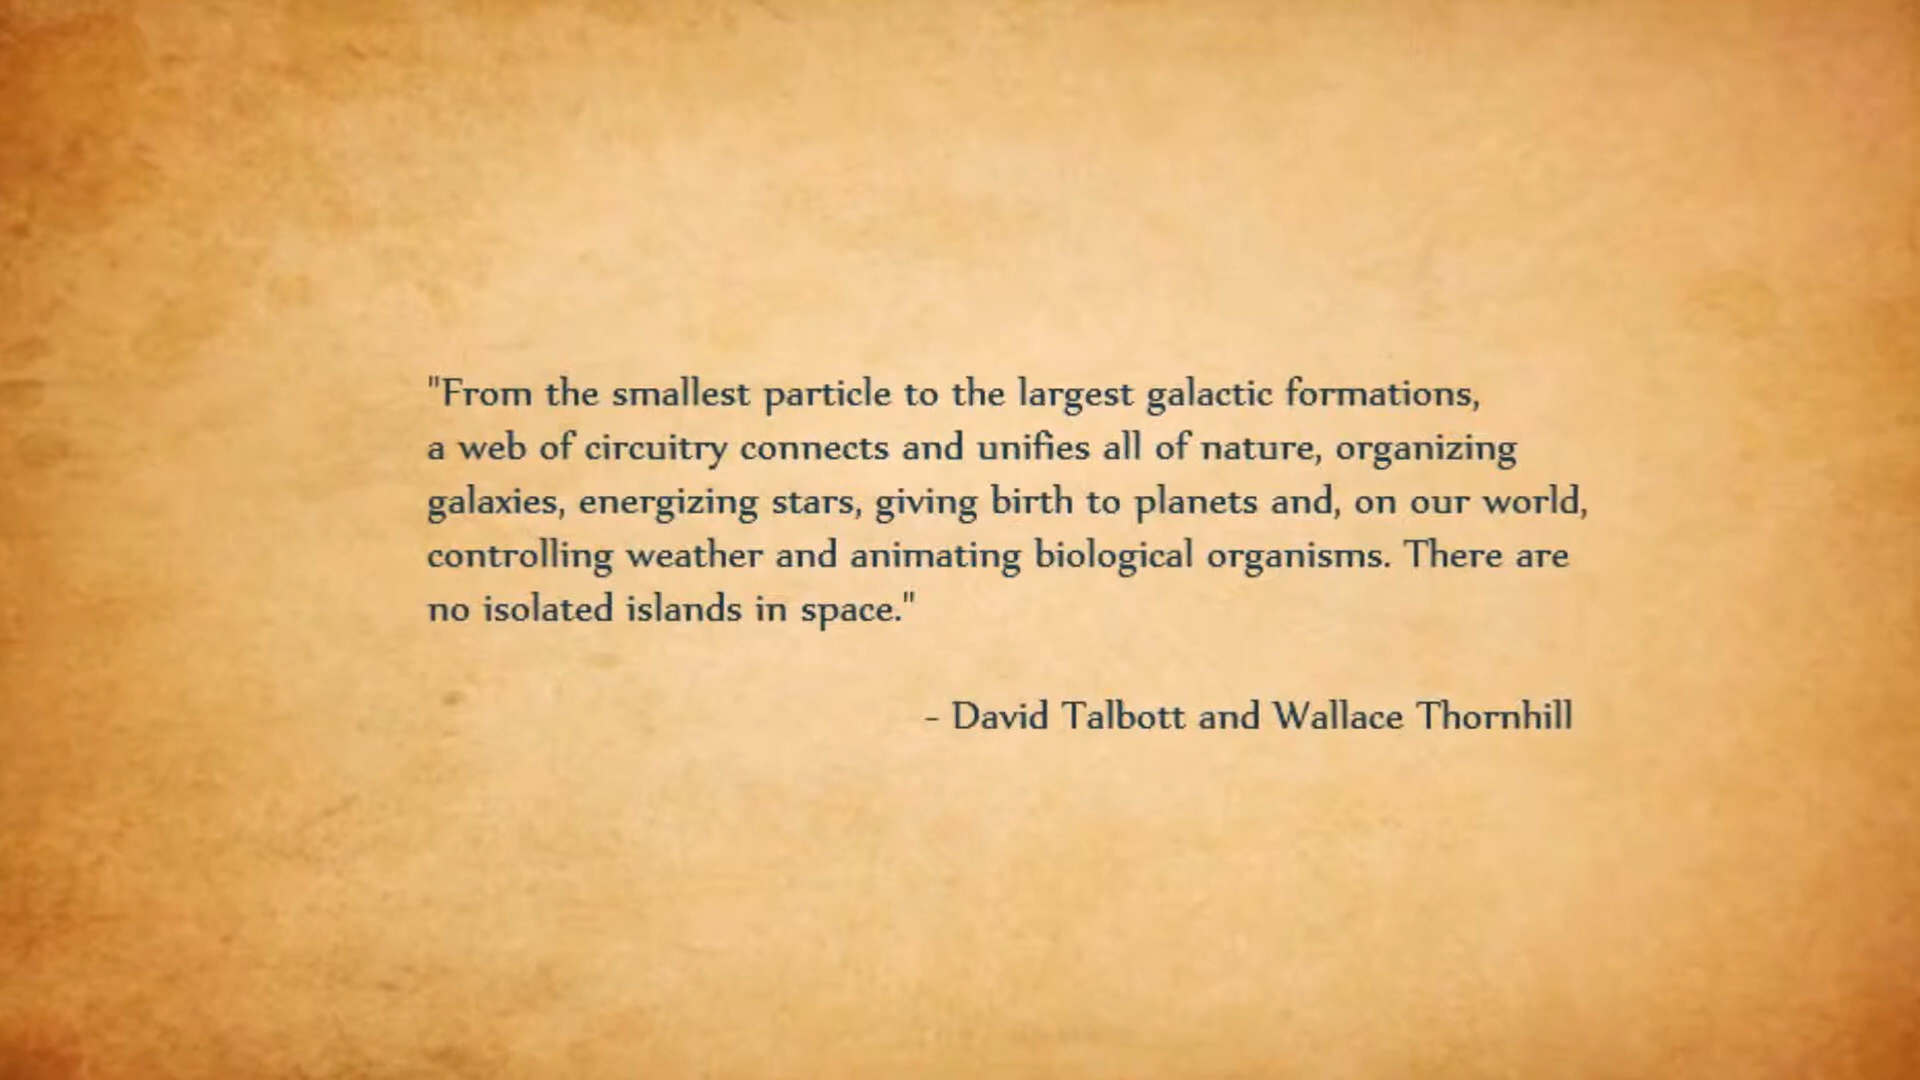 "From the smallest particle to the largest galactic formations,
a web of circuitry connects and unifies all of nature, organizing
galaxies, energizing stars, giving birth to planets and, on our world,
controlling weather and animating biological organisms. There are
no isolated islands in space."
- David Talbott and Wallace Thornhill